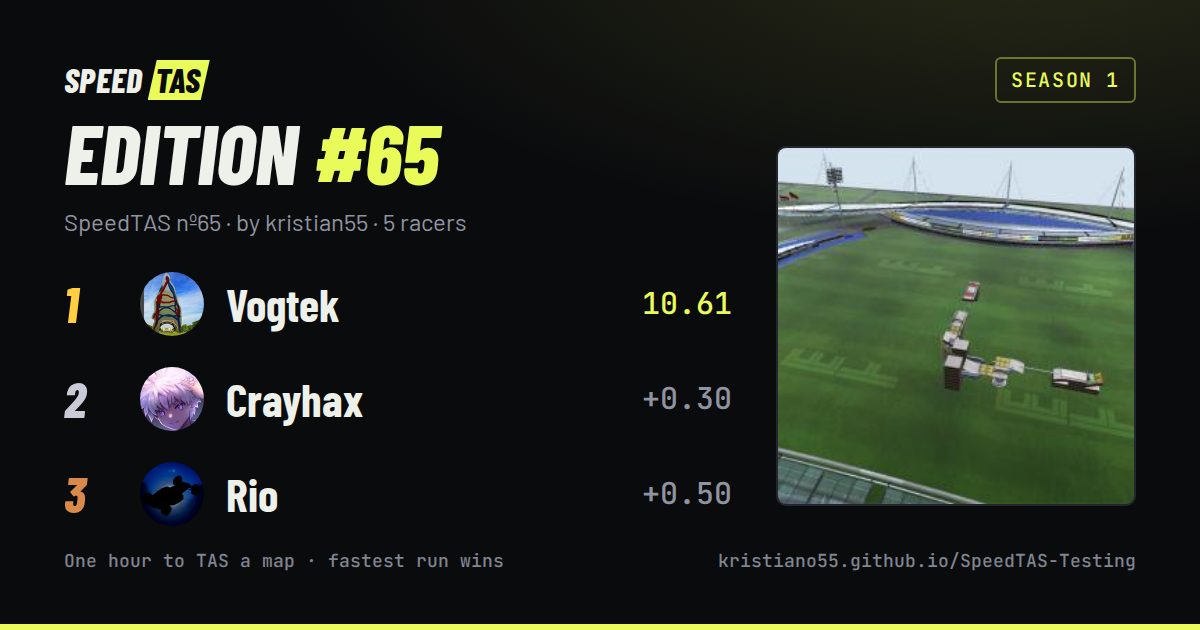 SPEED TAS
SEASON 1
EDITION #65
SpeedTAS nº65 · by kristian55 · 5 racers
1 Vogtek 10.61
2 Crayhax +0.30
3 Rio +0.50
One hour to TAS a map · fastest run wins
kristiano55.github.io/SpeedTAS-Testing